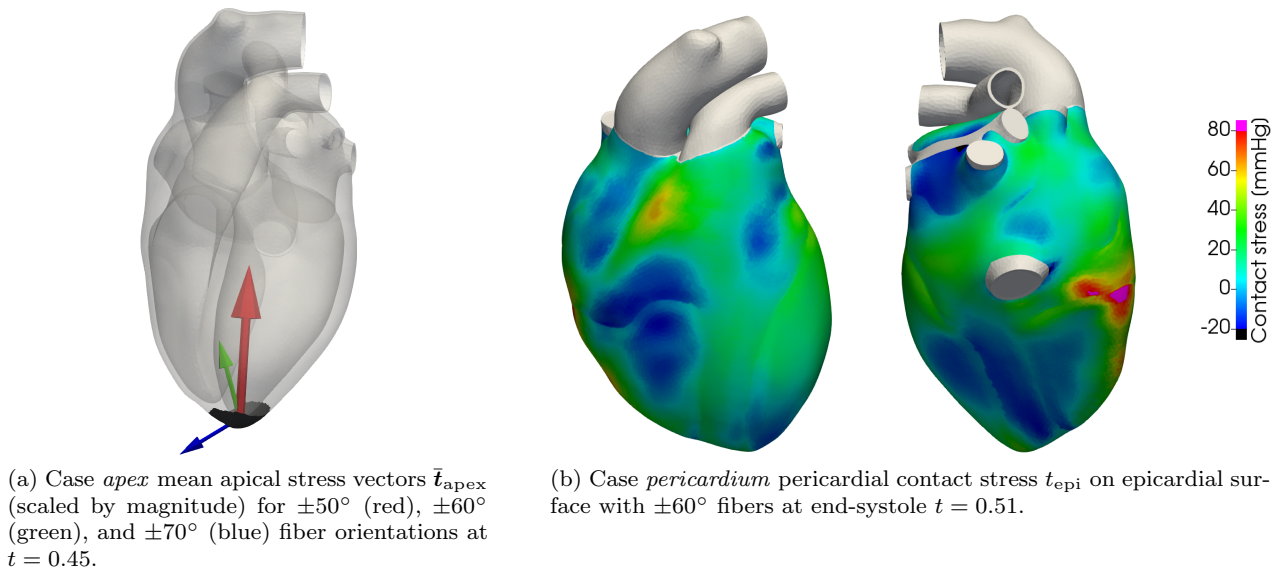 80
60
40
20
0
-20
Contact stress (mmHg)
(a) Case apex mean apical stress vectors t̄apex
(scaled by magnitude) for ±50° (red), ±60°
(green), and ±70° (blue) fiber orientations at
t = 0.45.
(b) Case pericardium pericardial contact stress tepi on epicardial sur-
face with ±60° fibers at end-systole t = 0.51.